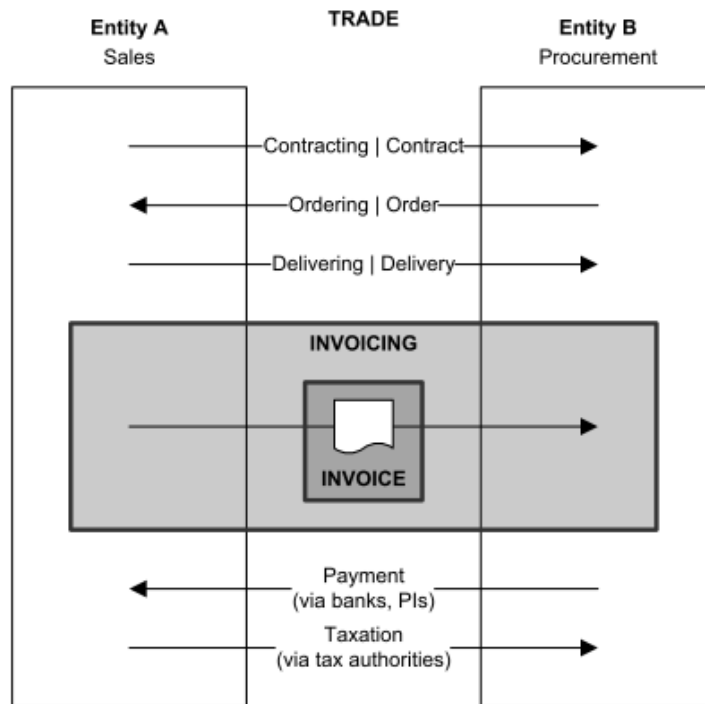 TRADE
Entity A
Sales
Entity B
Procurement
Contracting | Contract
Ordering | Order
Delivering | Delivery
INVOICING
INVOICE
Payment
(via banks, PIs)
Taxation
(via tax authorities)